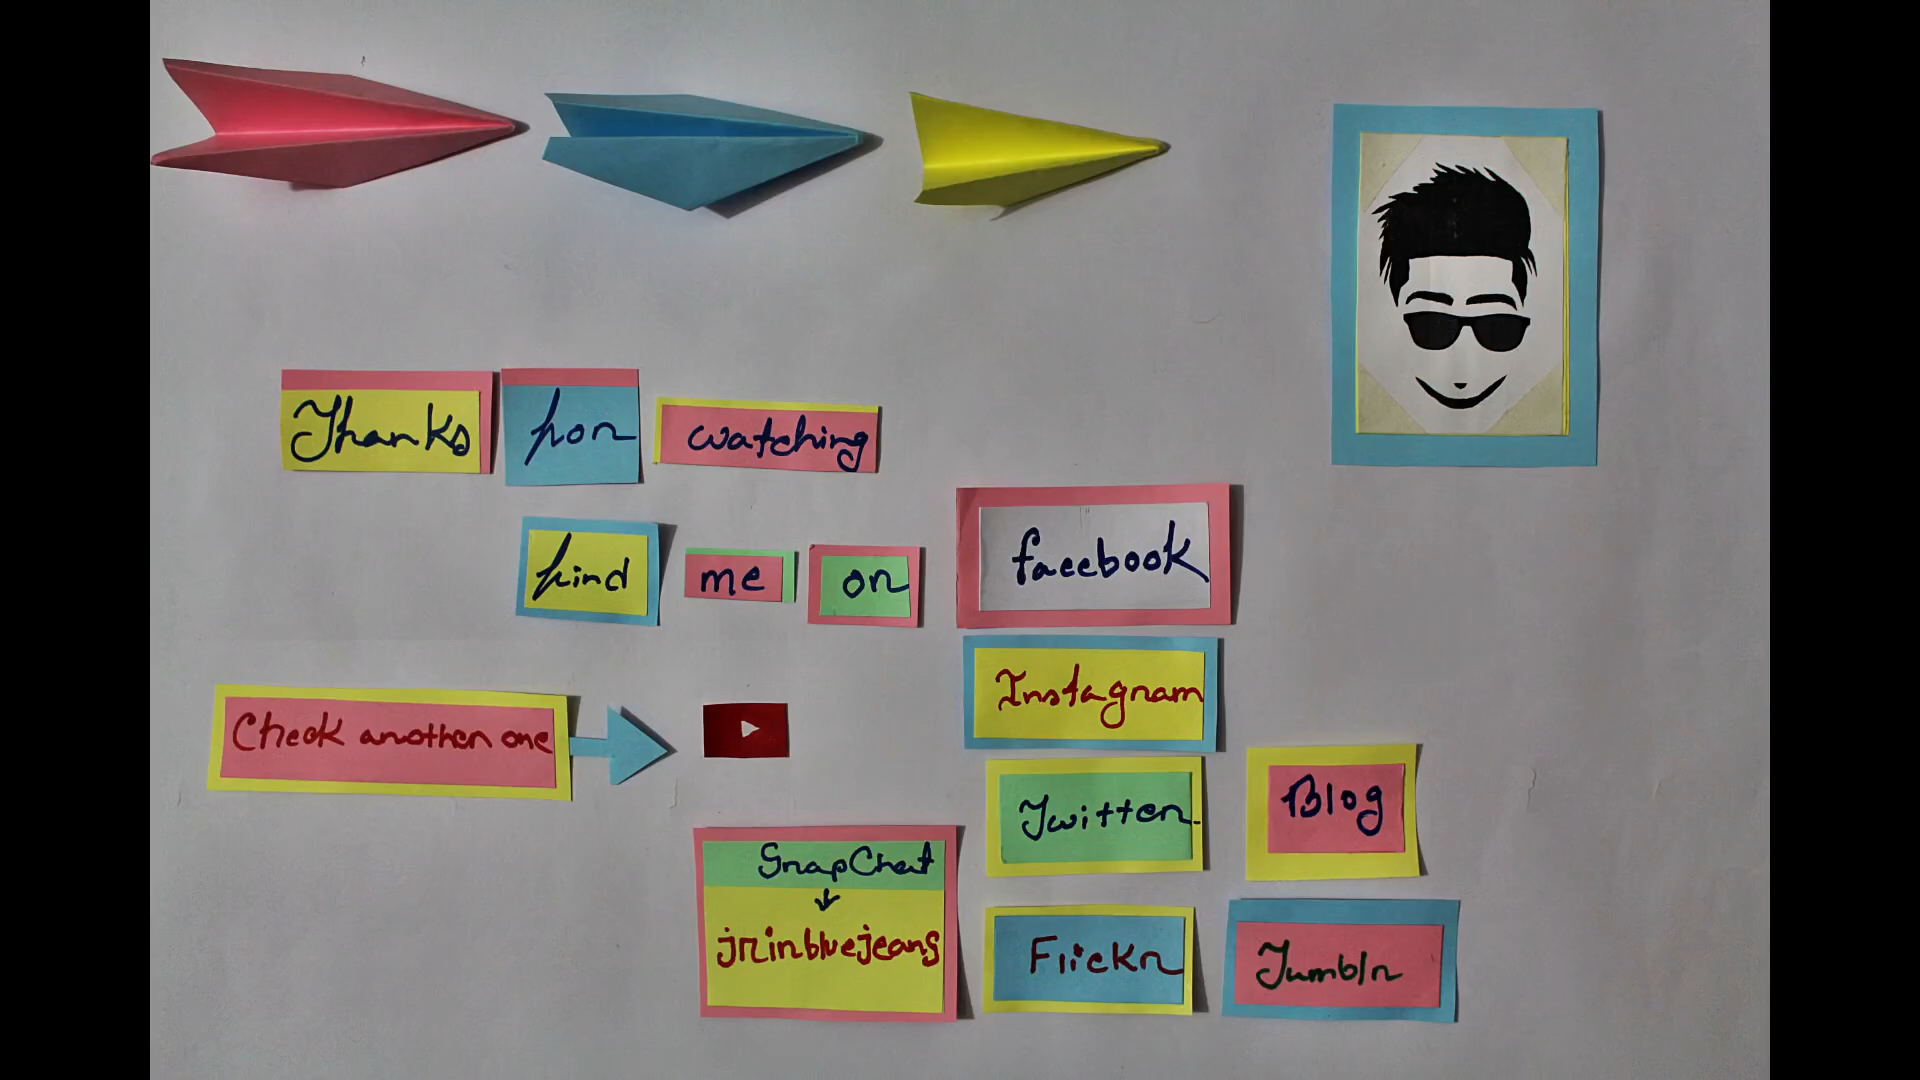 Thanks for watching
find me on facebook
Instagram
Check another one
Twitter
Blog
SnapChat
jrinbluejeans
Flickr
Tumblr